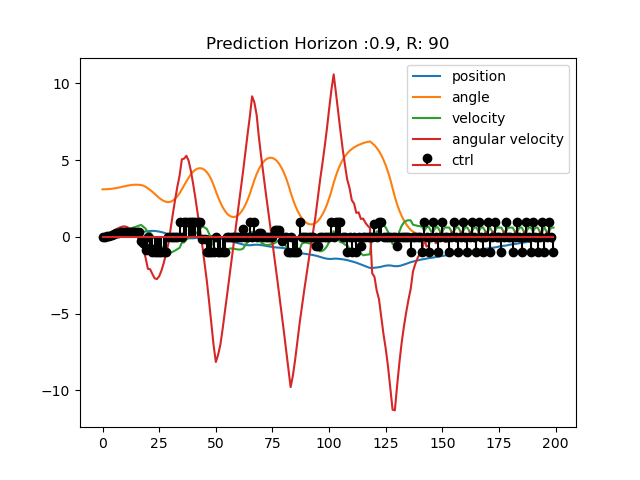 Prediction Horizon :0.9, R: 90
position
angle
velocity
angular velocity
ctrl
10
5
0
−5
−10
0 25 50 75 100 125 150 175 200